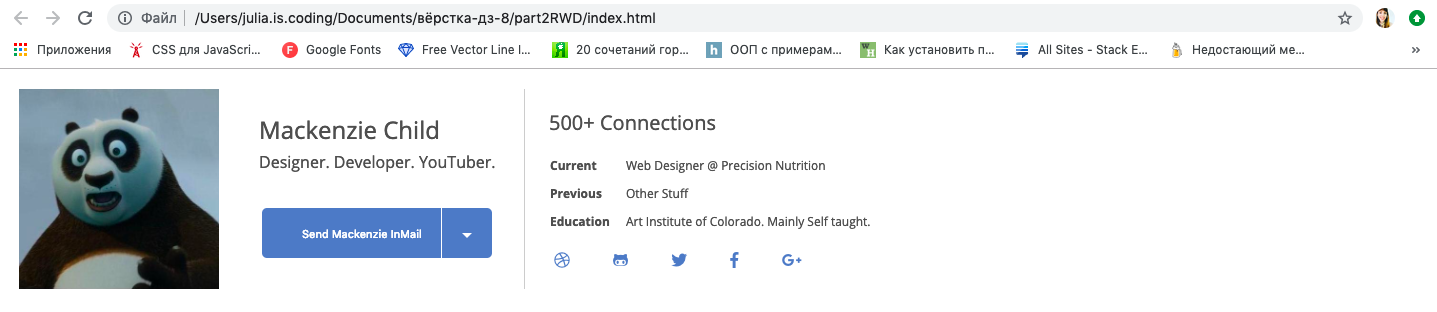 Файл /Users/julia.is.coding/Documents/вёрстка-дз-8/part2RWD/index.html
Приложения CSS для JavaScri... F Google Fonts Free Vector Line I... Я 20 сочетаний гор... h ООП с примерам... W H Как установить п... All Sites - Stack E... Недостающий ме... »
Mackenzie Child
Designer. Developer. YouTuber.
Send Mackenzie InMail
500+ Connections
Current Web Designer @ Precision Nutrition
Previous Other Stuff
Education Art Institute of Colorado. Mainly Self taught.
f G+